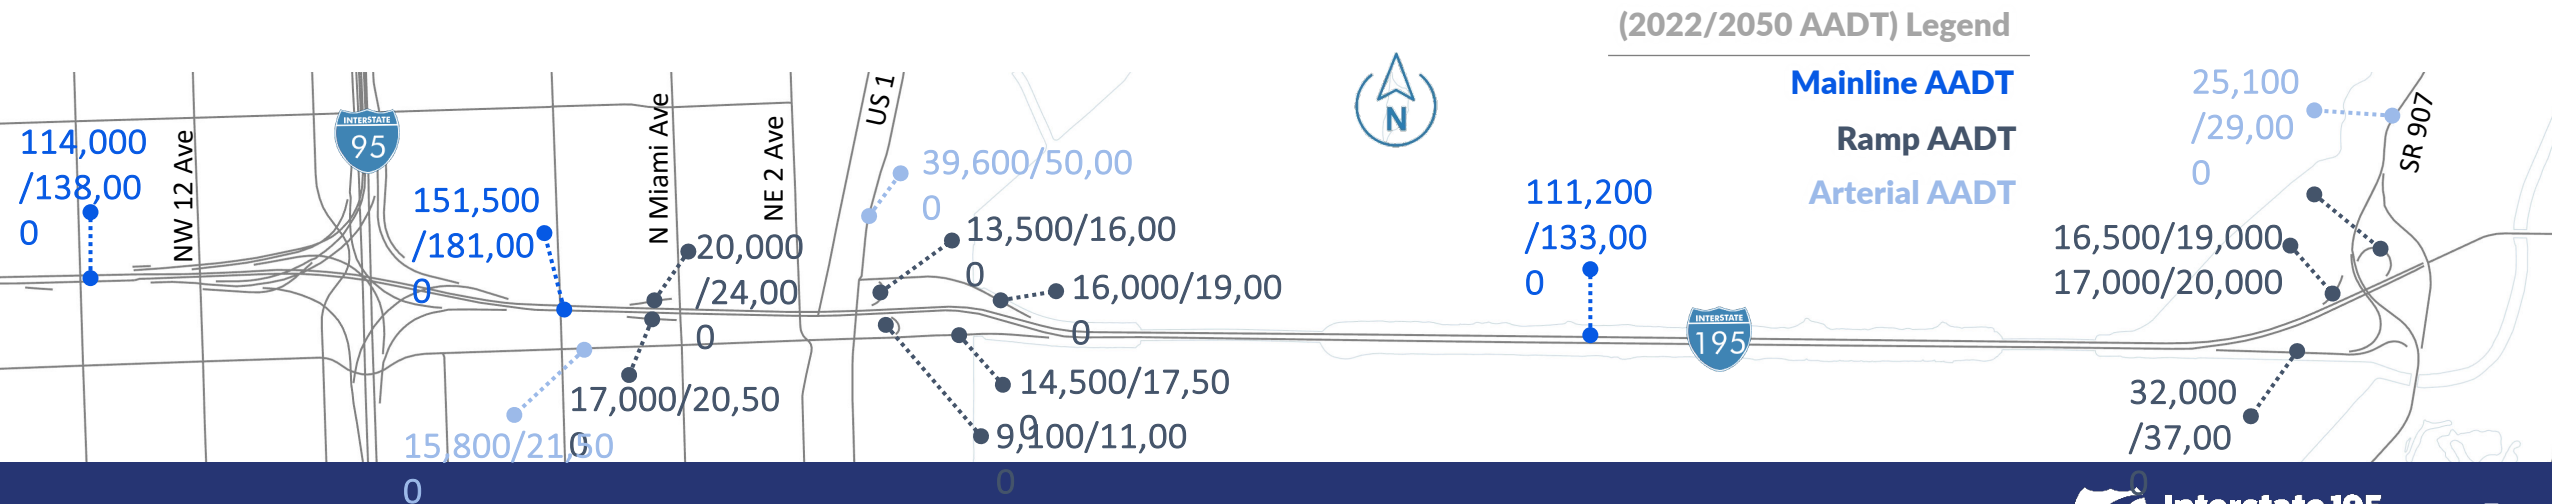 (2022/2050 AADT) Legend
Mainline AADT
Ramp AADT
Arterial AADT
N
114,000
/138,00
0
NW 12 Ave
INTERSTATE
95
151,500
/181,00
0
N Miami Ave
NE 2 Ave
US 1
20,000
/24,00
0
39,600/50,00
0
13,500/16,00
0
16,000/19,00
0
17,000/20,50
0
15,800/21,50
0
14,500/17,50
0
9,100/11,00
0
111,200
/133,00
0
INTERSTATE
195
25,100
/29,00
0
SR 907
16,500/19,000
17,000/20,000
32,000
/37,00
0
Interstate 195